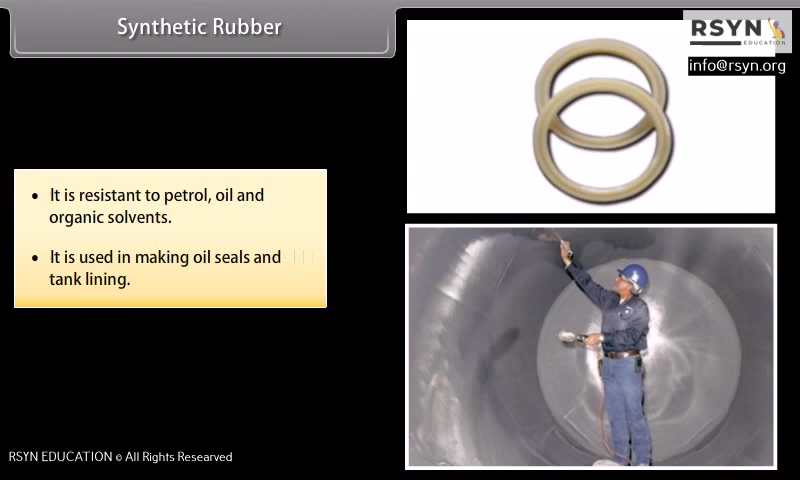 Synthetic Rubber
RSYN
EDUCATION
info@rsyn.org
• It is resistant to petrol, oil and
organic solvents.
• It is used in making oil seals and
tank lining.
RSYN EDUCATION © All Rights Researved